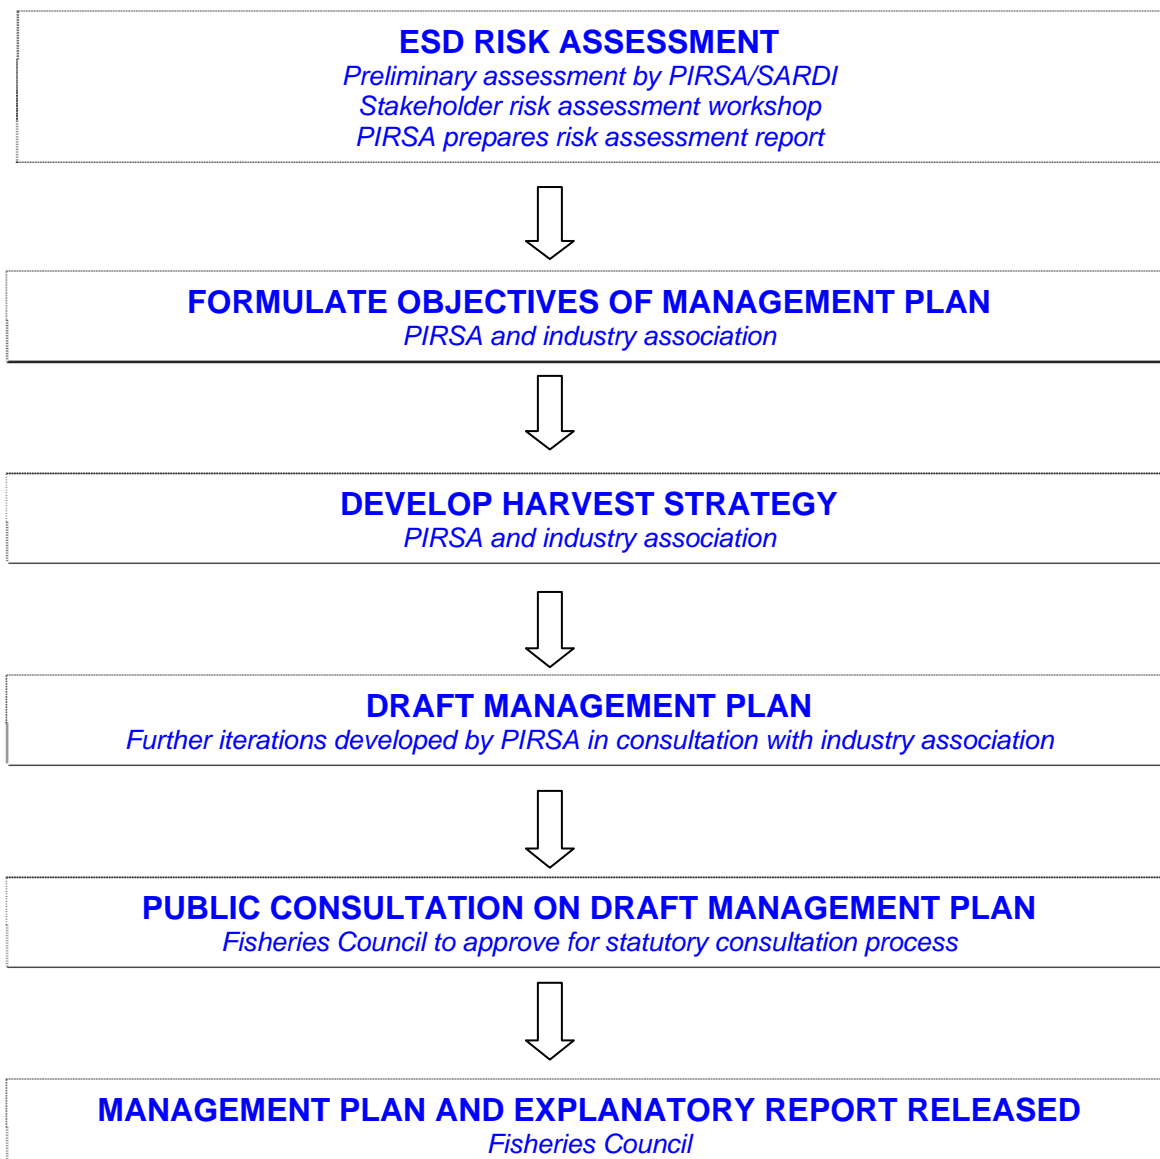 ESD RISK ASSESSMENT
Preliminary assessment by PIRSA/SARDI
Stakeholder risk assessment workshop
PIRSA prepares risk assessment report
FORMULATE OBJECTIVES OF MANAGEMENT PLAN
PIRSA and industry association
DEVELOP HARVEST STRATEGY
PIRSA and industry association
DRAFT MANAGEMENT PLAN
Further iterations developed by PIRSA in consultation with industry association
PUBLIC CONSULTATION ON DRAFT MANAGEMENT PLAN
Fisheries Council to approve for statutory consultation process
MANAGEMENT PLAN AND EXPLANATORY REPORT RELEASED
Fisheries Council